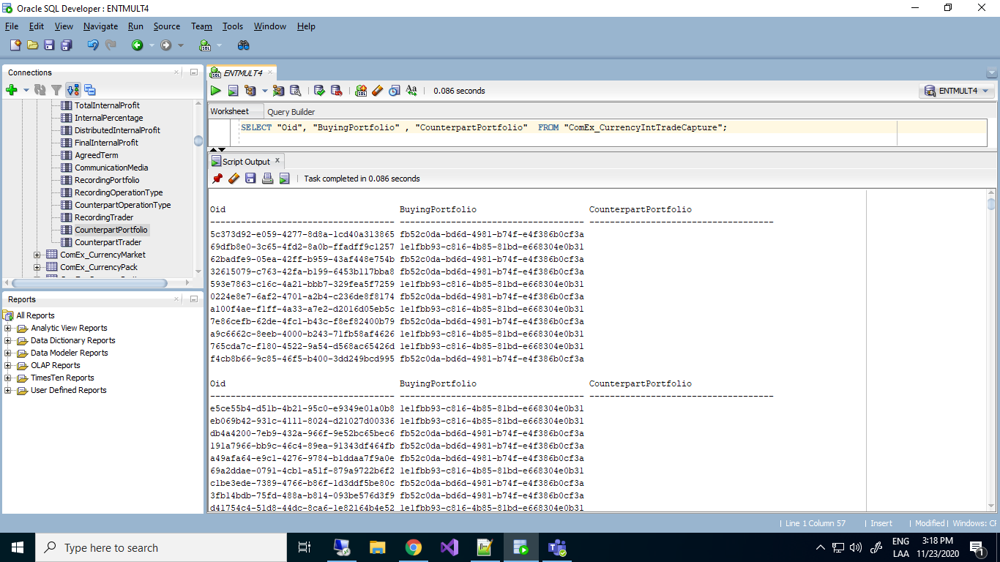 Oracle SQL Developer : ENTMULT4
File Edit View Navigate Run Source Team Tools Window Help
Connections
TotalInternalProfit
InternalPercentage
DistributedInternalProfit
FinalInternalProfit
AgreedTerm
CommunicationMedia
RecordingPortfolio
RecordingOperationType
CounterpartOperationType
RecordingTrader
CounterpartPortfolio
CounterpartTrader
ComEx_CurrencyMarket
ComEx_CurrencyPack
Reports
All Reports
Analytic View Reports
Data Dictionary Reports
Data Modeler Reports
OLAP Reports
TimesTen Reports
User Defined Reports
ENTMULT4
0.086 seconds
ENTMULT4
Worksheet Query Builder
SELECT "Oid", "BuyingPortfolio" , "CounterpartPortfolio"  FROM "ComEx_CurrencyIntTradeCapture";
Script Output
Task completed in 0.086 seconds
Oid BuyingPortfolio CounterpartPortfolio
------------------------------------ ------------------------------------ ------------------------------------
5c373d92-e059-4277-8d8a-1cd40a313865 fb52c0da-bd6d-4981-b74f-e4f386b0cf3a
69dfb8e0-3c65-4fd2-8a0b-ffadff9c1257 1e1fbb93-c816-4b85-81bd-e668304e0b31
62badfe9-05ea-42ff-b959-43af448e754b fb52c0da-bd6d-4981-b74f-e4f386b0cf3a
32615079-c763-42fa-b199-6453b117bba8 fb52c0da-bd6d-4981-b74f-e4f386b0cf3a
593e7863-c16c-4a21-bbb7-329fea5f7259 1e1fbb93-c816-4b85-81bd-e668304e0b31
0224e8e7-6af2-4701-a2b4-c236de8f8174 fb52c0da-bd6d-4981-b74f-e4f386b0cf3a
a100f4ae-f1ff-4a33-a7e2-d2016d05eb5c 1e1fbb93-c816-4b85-81bd-e668304e0b31
7e86cefb-62de-4fc1-b43c-f8ef82400b79 fb52c0da-bd6d-4981-b74f-e4f386b0cf3a
a9c6662c-8eeb-4000-b243-71fb58af4626 1e1fbb93-c816-4b85-81bd-e668304e0b31
765cda7c-f180-4522-9a54-d568ac65426d 1e1fbb93-c816-4b85-81bd-e668304e0b31
f4cb8b66-9c85-46f5-b400-3dd249bcd995 fb52c0da-bd6d-4981-b74f-e4f386b0cf3a
Oid BuyingPortfolio CounterpartPortfolio
------------------------------------ ------------------------------------ ------------------------------------
e5ce55b4-d51b-4b21-95c0-e9349e01a0b8 1e1fbb93-c816-4b85-81bd-e668304e0b31
eb069b42-931c-4111-8024-d21027d00336 1e1fbb93-c816-4b85-81bd-e668304e0b31
db4a4200-7eb9-432a-966f-9e52bc65bec6 fb52c0da-bd6d-4981-b74f-e4f386b0cf3a
191a7966-bb9c-46c4-89ea-91343df464fb fb52c0da-bd6d-4981-b74f-e4f386b0cf3a
a49afa64-e9c1-4276-9784-b1ddaa7f9a0e fb52c0da-bd6d-4981-b74f-e4f386b0cf3a
69a2ddae-0791-4cb1-a51f-879a9722b6f2 1e1fbb93-c816-4b85-81bd-e668304e0b31
c1be3ede-7389-4766-b86f-1d3ddf5be80c fb52c0da-bd6d-4981-b74f-e4f386b0cf3a
3fb14bdb-75fd-488a-b814-093be576d3f9 fb52c0da-bd6d-4981-b74f-e4f386b0cf3a
d41754c4-51d8-44dc-8ca6-1e82164b4e52 1e1fbb93-c816-4b85-81bd-e668304e0b31
| Line 1 Column 57 | Insert | Modified | Windows: CF
Type here to search
ENG 3:18 PM
LAA 11/23/2020
1